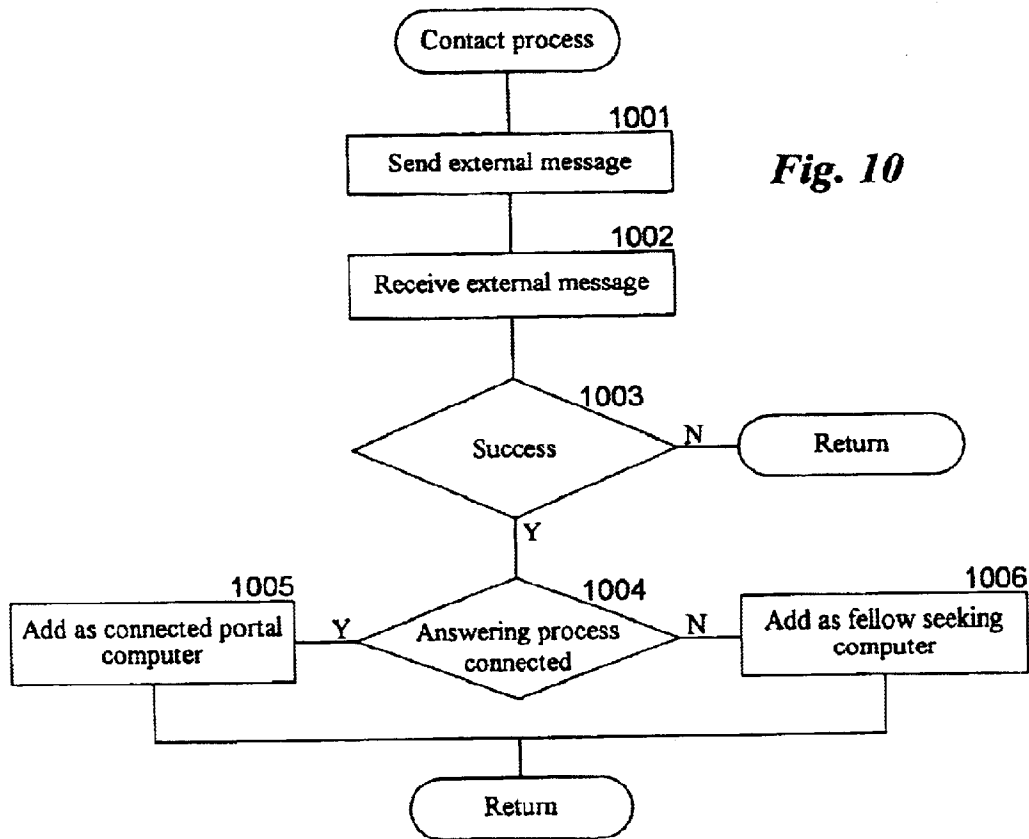 Contact process
1001
Send external message
Fig. 10
1002
Receive external message
1003
Success
N
Return
Y
1005
Add as connected portal
computer
Y
1004
Answering process
connected
N
1006
Add as fellow seeking
computer
Return